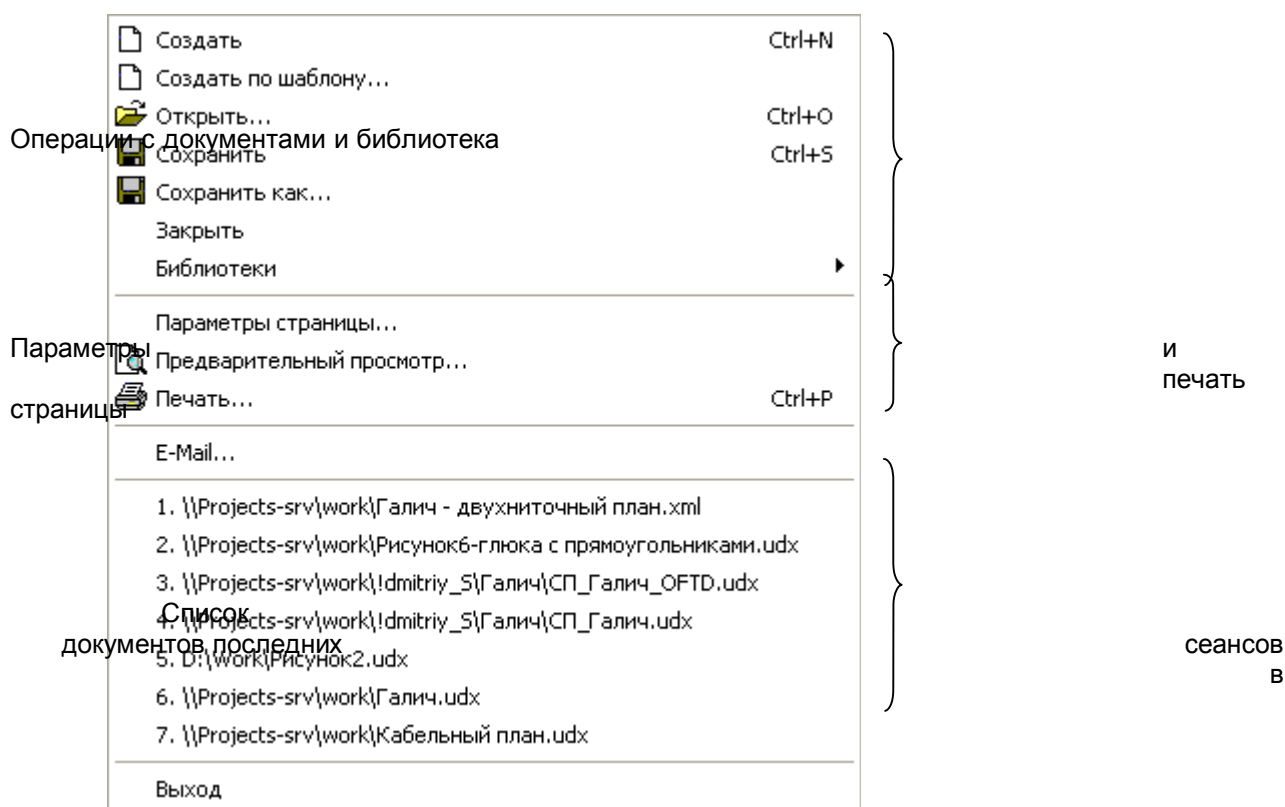 Создать Ctrl+N
Создать по шаблону...
Открыть... Ctrl+O
Операции с документами и библиотека
Сохранить Ctrl+S
Сохранить как...
Закрыть
Библиотеки
Параметры страницы...
Параметры и
Предварительный просмотр...
печать
Печать... Ctrl+P
страницы
E-Mail...
1. \\Projects-srv\work\Галич - двухниточный план.xml
2. \\Projects-srv\work\Рисунок6-глюка с прямоугольниками.udx
3. \\Projects-srv\work\!dmitriy_S\Галич\СП_Галич_OFTD.udx
Список
4. \\Projects-srv\work\!dmitriy_S\Галич\СП_Галич.udx
документов последних сеансов
5. D:\Work\Рисунок2.udx
в
6. \\Projects-srv\work\Галич.udx
7. \\Projects-srv\work\Кабельный план.udx
Выход